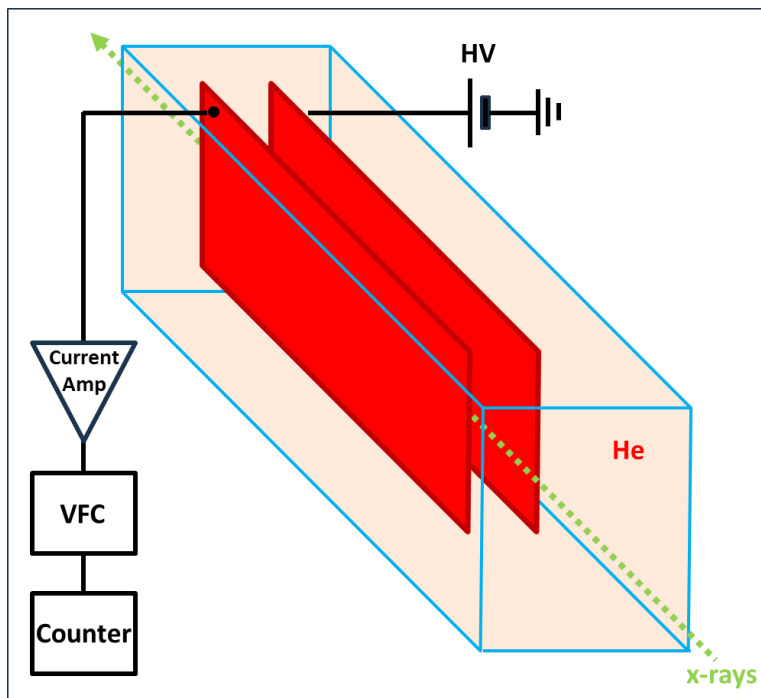 HV
Current
Amp
He
VFC
Counter
x-rays